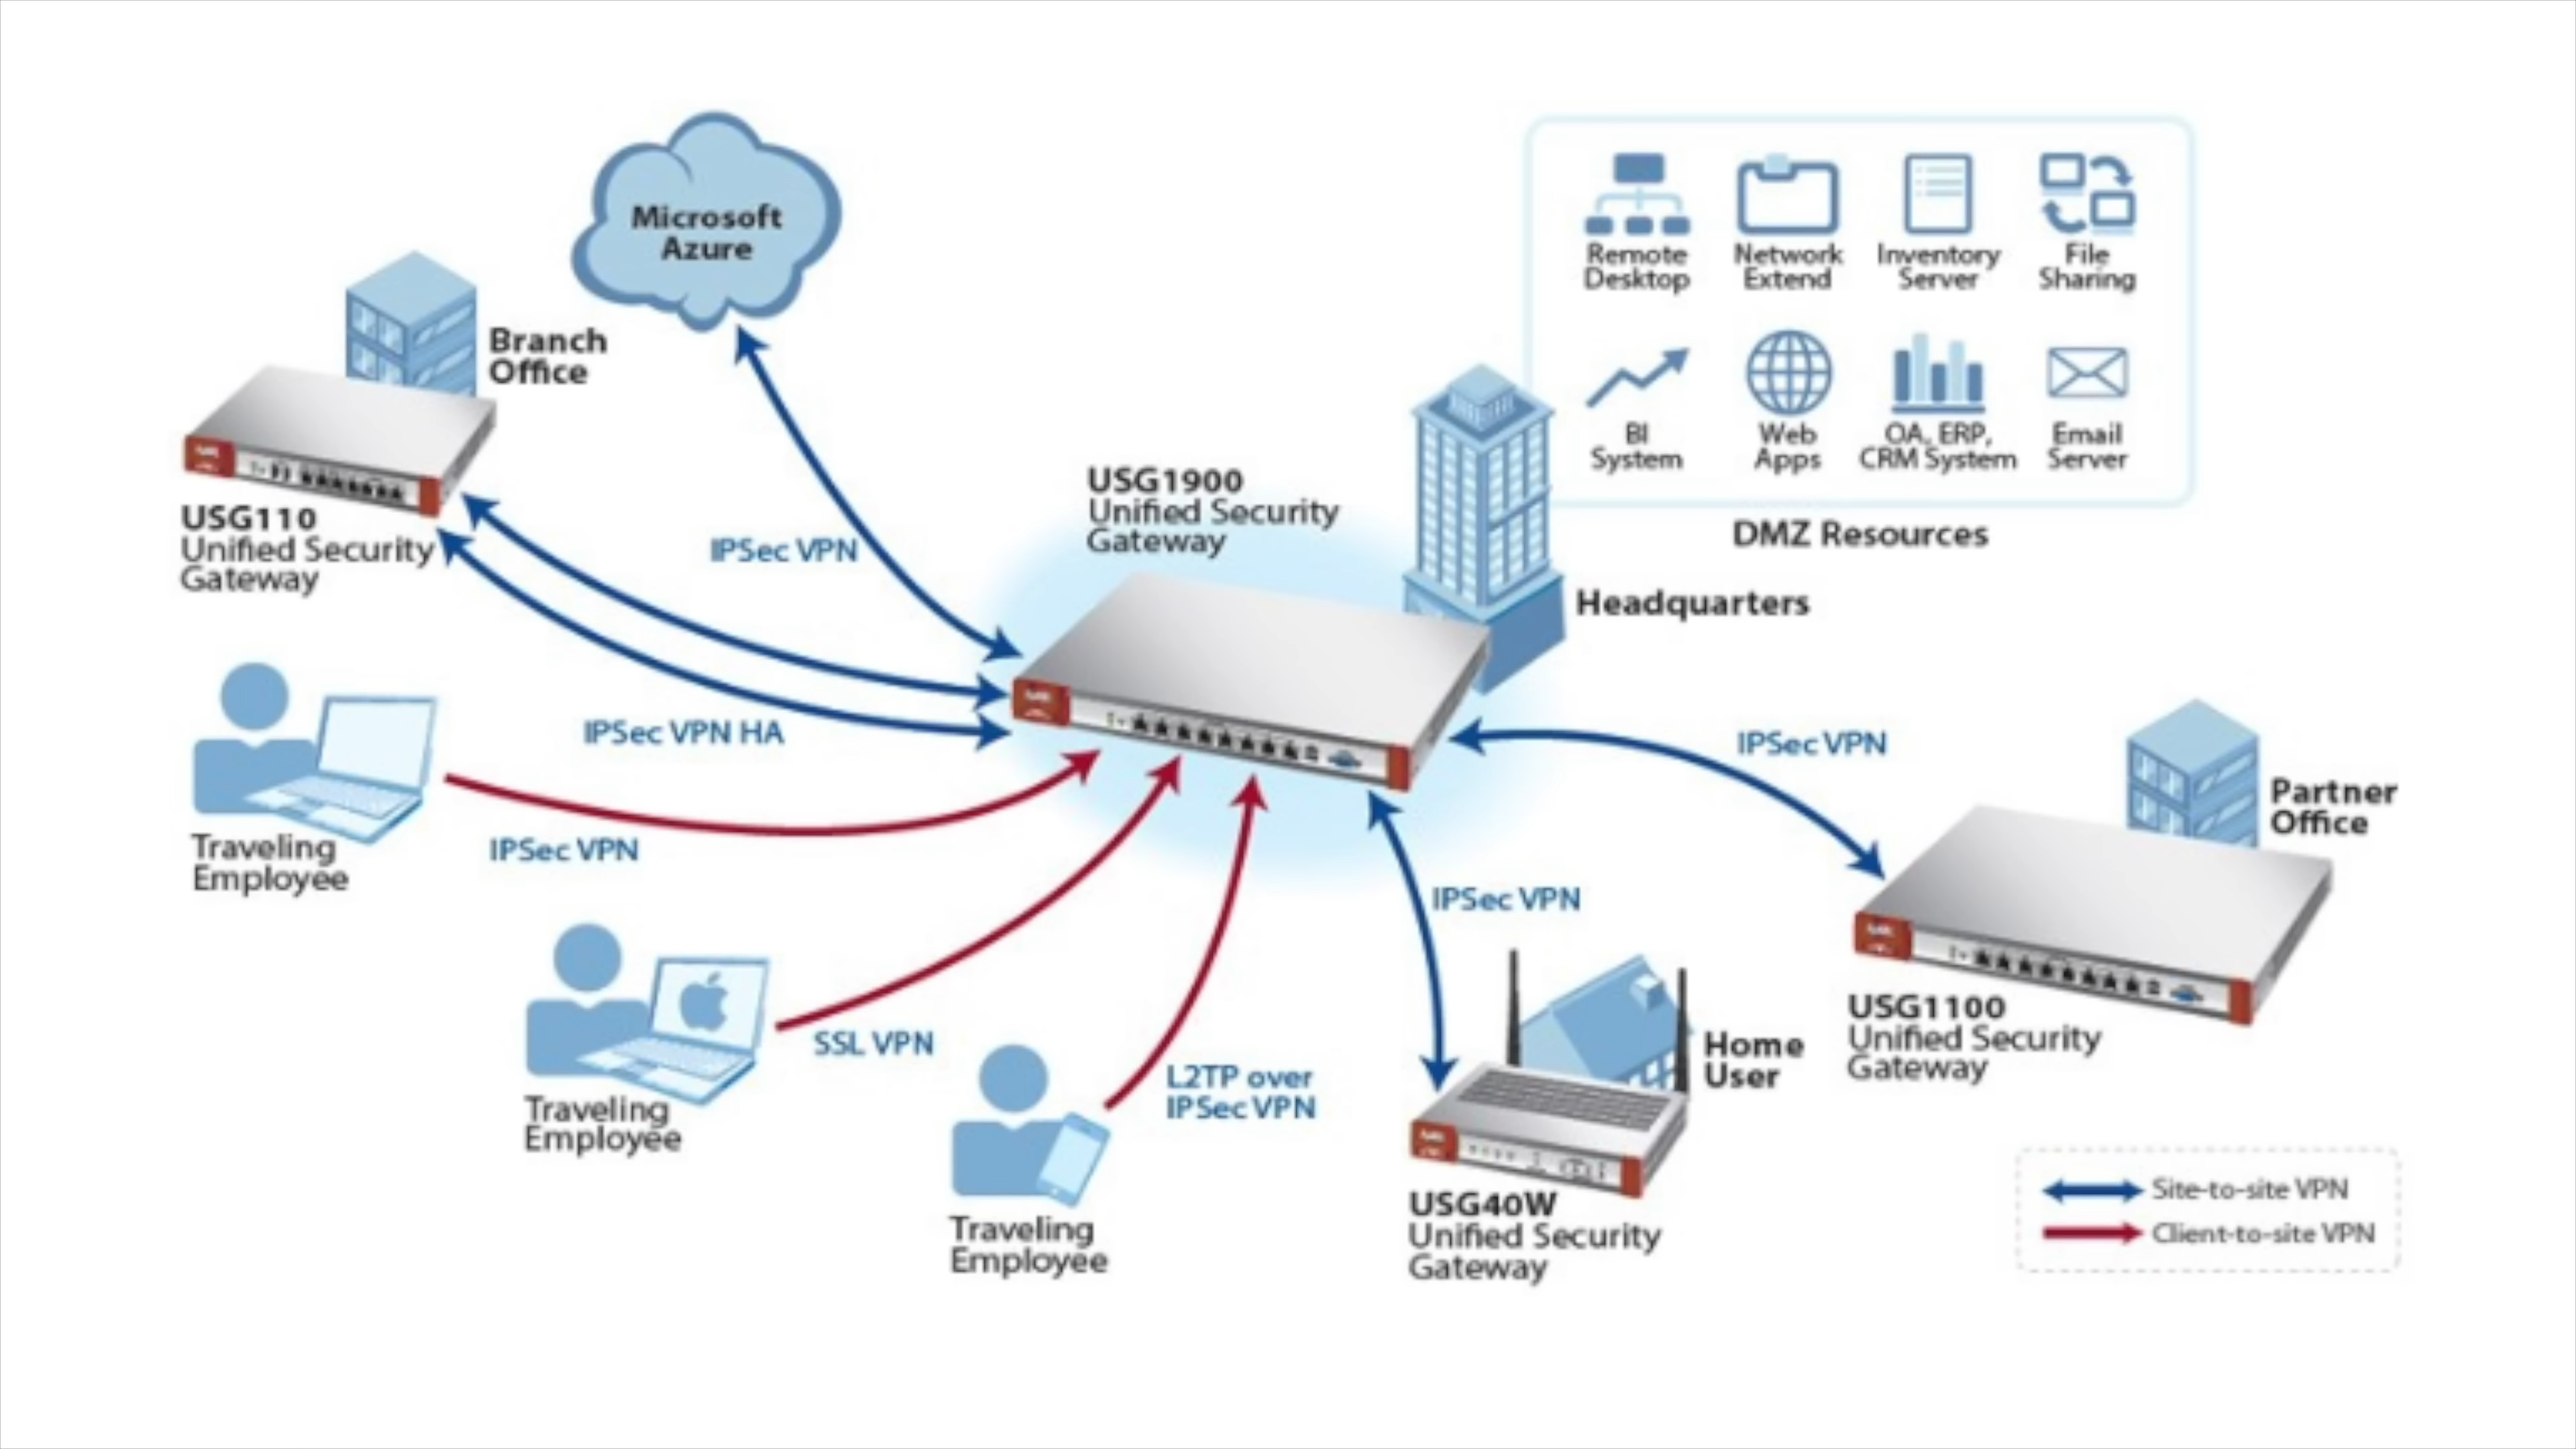 Microsoft
Azure
Branch
Office
USG110
Unified Security
Gateway
IPSec VPN
IPSec VPN HA
USG1900
Unified Security
Gateway
Remote
Desktop
Network
Extend
Inventory
Server
File
Sharing
BI
System
Web
Apps
OA, ERP,
CRM System
Email
Server
DMZ Resources
Headquarters
Traveling
Employee
IPSec VPN
Traveling
Employee
SSL VPN
Traveling
Employee
L2TP over
IPSec VPN
IPSec VPN
Home
User
USG40W
Unified Security
Gateway
IPSec VPN
Partner
Office
USG1100
Unified Security
Gateway
Site-to-site VPN
Client-to-site VPN